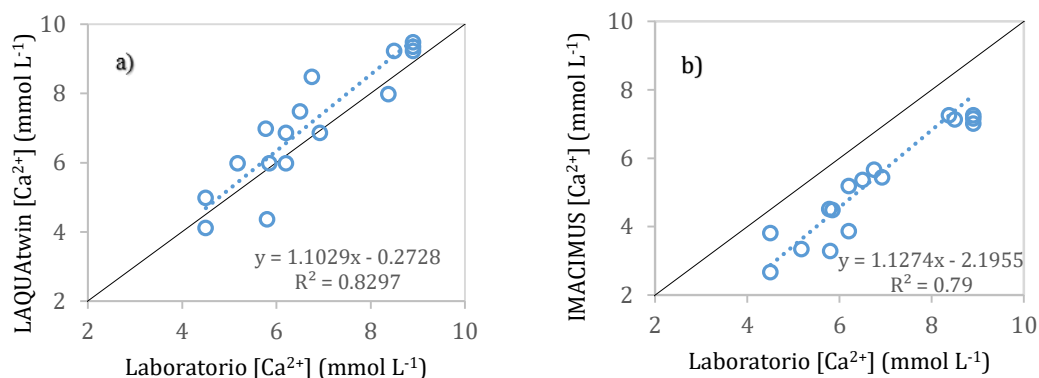 a)
LAQUAtwin [Ca²⁺] (mmol L⁻¹)
10
8
6
4
2
y = 1.1029x - 0.2728
R² = 0.8297
2 4 6 8 10
Laboratorio [Ca²⁺] (mmol L⁻¹)
b)
IMACIMUS [Ca²⁺] (mmol L⁻¹)
10
8
6
4
2
y = 1.1274x - 2.1955
R² = 0.79
2 4 6 8 10
Laboratorio [Ca²⁺] (mmol L⁻¹)